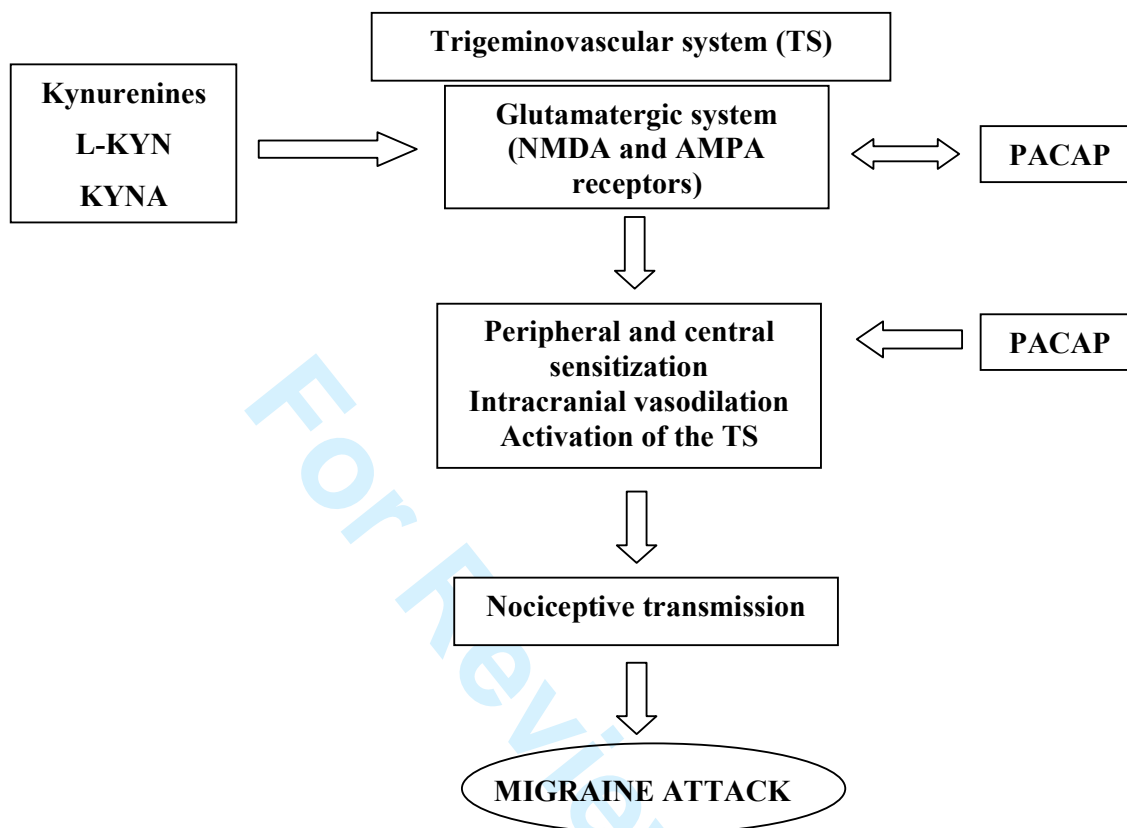 Trigeminovascular system (TS)
Kynurenines
L-KYN
KYNA
Glutamatergic system
(NMDA and AMPA
receptors)
PACAP
Peripheral and central
sensitization
Intracranial vasodilation
Activation of the TS
PACAP
Nociceptive transmission
MIGRAINE ATTACK
For Review